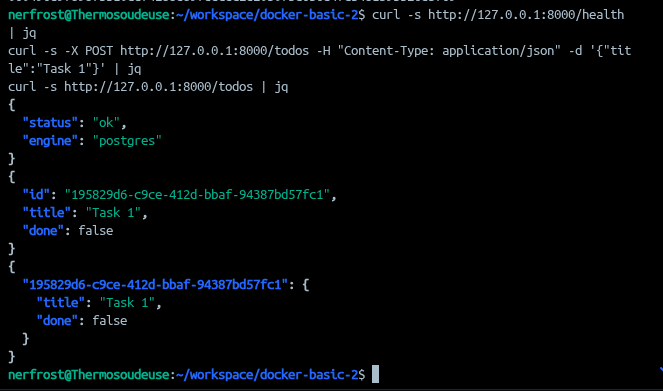 nerfrost@Thermosoudeuse:~/workspace/docker-basic-2$ curl -s http://127.0.0.1:8000/health
| jq
curl -s -X POST http://127.0.0.1:8000/todos -H "Content-Type: application/json" -d '{"tit
le":"Task 1"}' | jq
curl -s http://127.0.0.1:8000/todos | jq
{
  "status": "ok",
  "engine": "postgres"
}
{
  "id": "195829d6-c9ce-412d-bbaf-94387bd57fc1",
  "title": "Task 1",
  "done": false
}
{
  "195829d6-c9ce-412d-bbaf-94387bd57fc1": {
    "title": "Task 1",
    "done": false
  }
}
nerfrost@Thermosoudeuse:~/workspace/docker-basic-2$